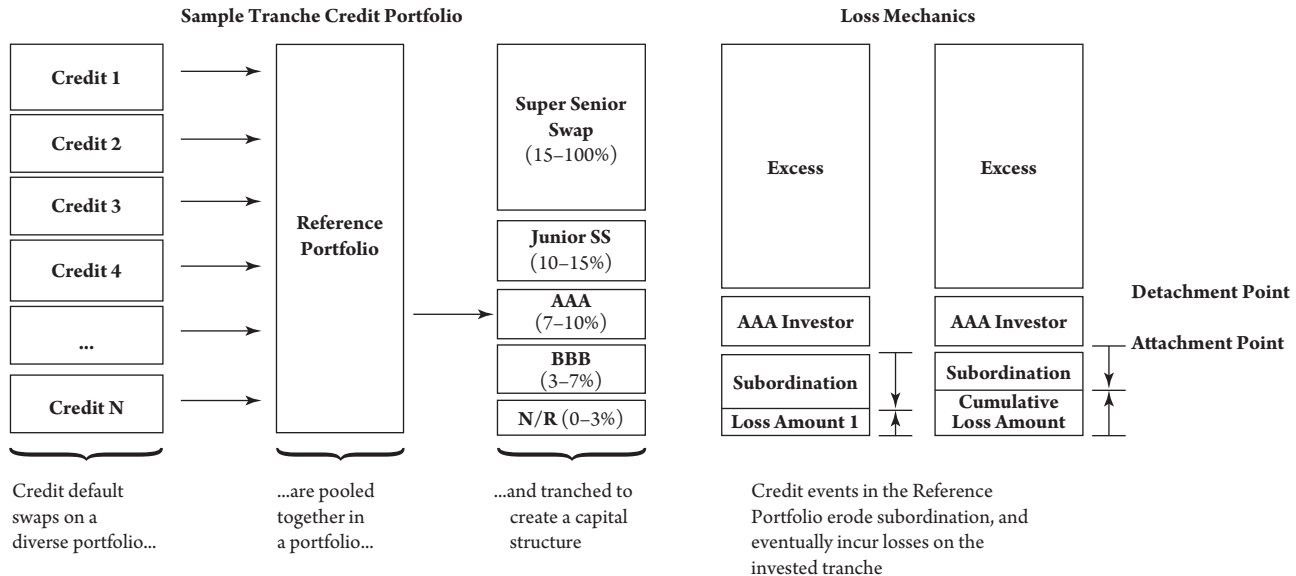 Sample Tranche Credit Portfolio
Credit 1
Credit 2
Credit 3
Credit 4
...
Credit N
Reference
Portfolio
Super Senior
Swap
(15–100%)
Junior SS
(10–15%)
AAA
(7–10%)
BBB
(3–7%)
N/R (0–3%)
Credit default
swaps on a
diverse portfolio...
...are pooled
together in
a portfolio...
...and tranched to
create a capital
structure
Loss Mechanics
Excess
AAA Investor
Subordination
Loss Amount 1
Excess
AAA Investor
Subordination
Cumulative
Loss Amount
Detachment Point
Attachment Point
Credit events in the Reference
Portfolio erode subordination, and
eventually incur losses on the
invested tranche